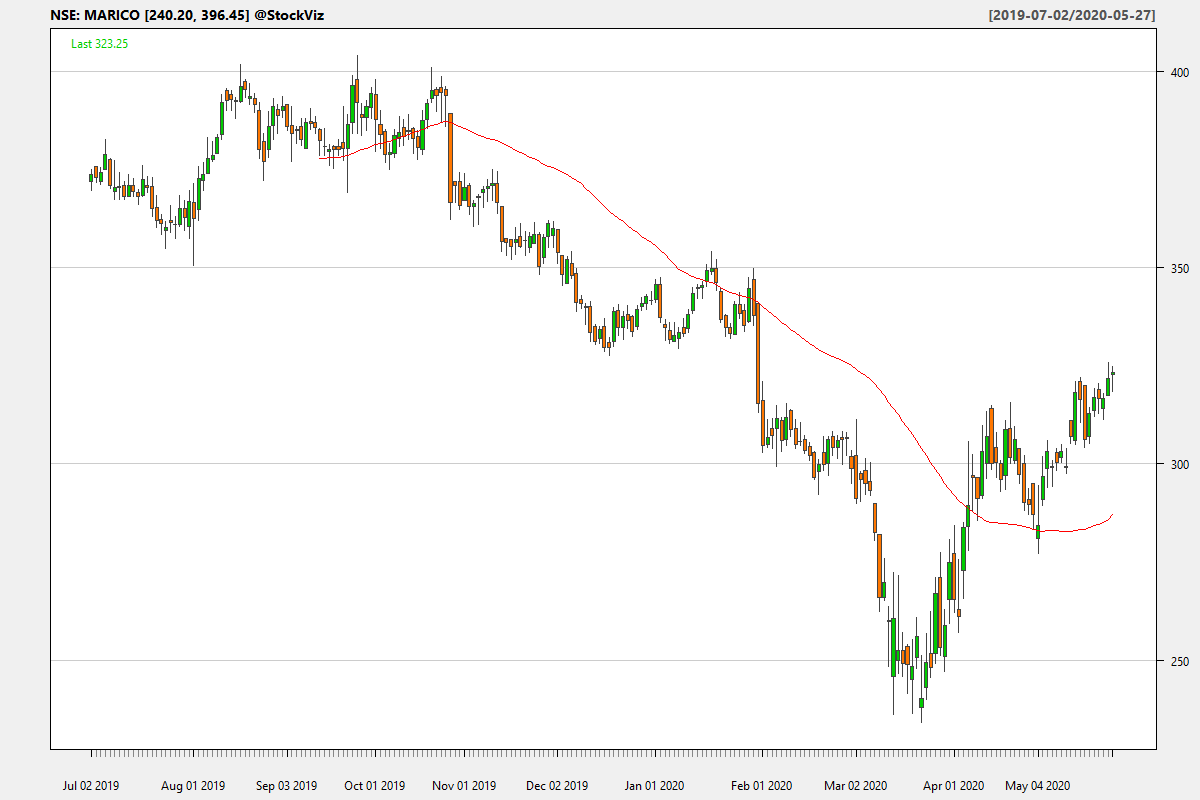 NSE: MARICO [240.20, 396.45] @StockViz
[2019-07-02/2020-05-27]
Last 323.25
400
350
300
250
Jul 02 2019 Aug 01 2019 Sep 03 2019 Oct 01 2019 Nov 01 2019 Dec 02 2019 Jan 01 2020 Feb 01 2020 Mar 02 2020 Apr 01 2020 May 04 2020